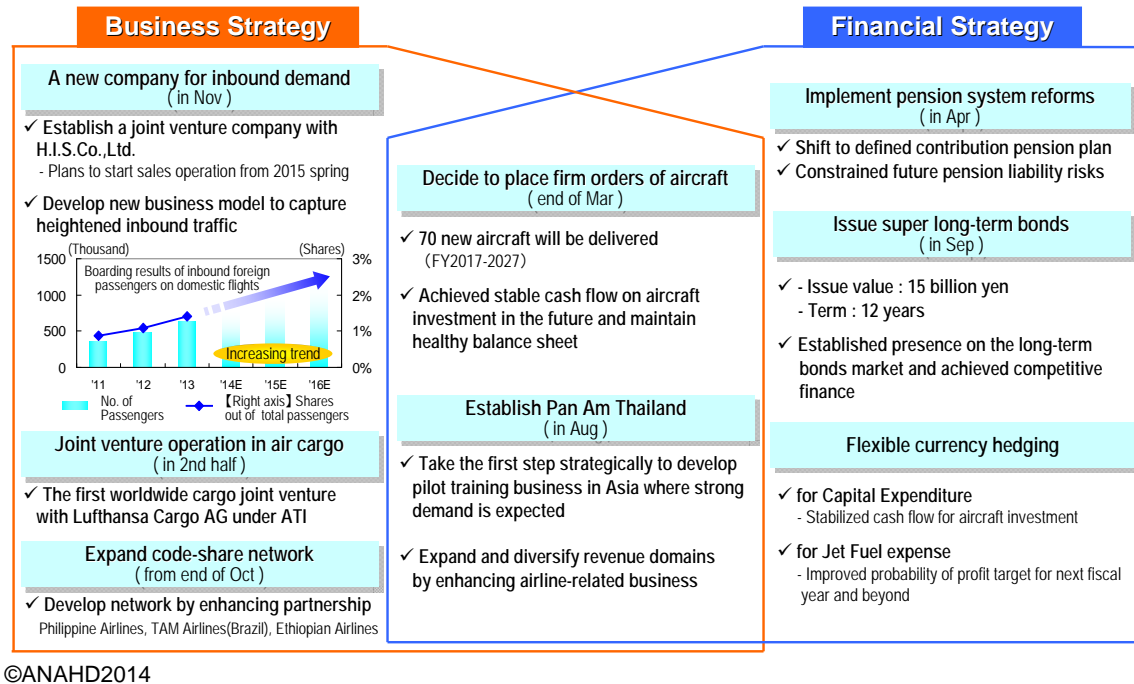 Business Strategy
A new company for inbound demand
( in Nov )
✓ Establish a joint venture company with
H.I.S.Co.,Ltd.
- Plans to start sales operation from 2015 spring
✓ Develop new business model to capture
heightened inbound traffic
(Thousand)
(Shares)
1500
1000
500
0
3%
2%
1%
0%
Boarding results of inbound foreign
passengers on domestic flights
Increasing trend
'11 '12 '13 '14E '15E '16E
No. of
Passengers
【Right axis】Shares
out of total passengers
Joint venture operation in air cargo
( in 2nd half )
✓ The first worldwide cargo joint venture
with Lufthansa Cargo AG under ATI
Expand code-share network
( from end of Oct )
✓ Develop network by enhancing partnership
Philippine Airlines, TAM Airlines(Brazil), Ethiopian Airlines
Decide to place firm orders of aircraft
( end of Mar )
✓ 70 new aircraft will be delivered
（FY2017-2027）
✓ Achieved stable cash flow on aircraft
investment in the future and maintain
healthy balance sheet
Establish Pan Am Thailand
( in Aug )
✓ Take the first step strategically to develop
pilot training business in Asia where strong
demand is expected
✓ Expand and diversify revenue domains
by enhancing airline-related business
Financial Strategy
Implement pension system reforms
( in Apr )
✓ Shift to defined contribution pension plan
✓ Constrained future pension liability risks
Issue super long-term bonds
( in Sep )
✓ - Issue value : 15 billion yen
- Term : 12 years
✓ Established presence on the long-term
bonds market and achieved competitive
finance
Flexible currency hedging
✓ for Capital Expenditure
- Stabilized cash flow for aircraft investment
✓ for Jet Fuel expense
- Improved probability of profit target for next fiscal
year and beyond
©ANAHD2014